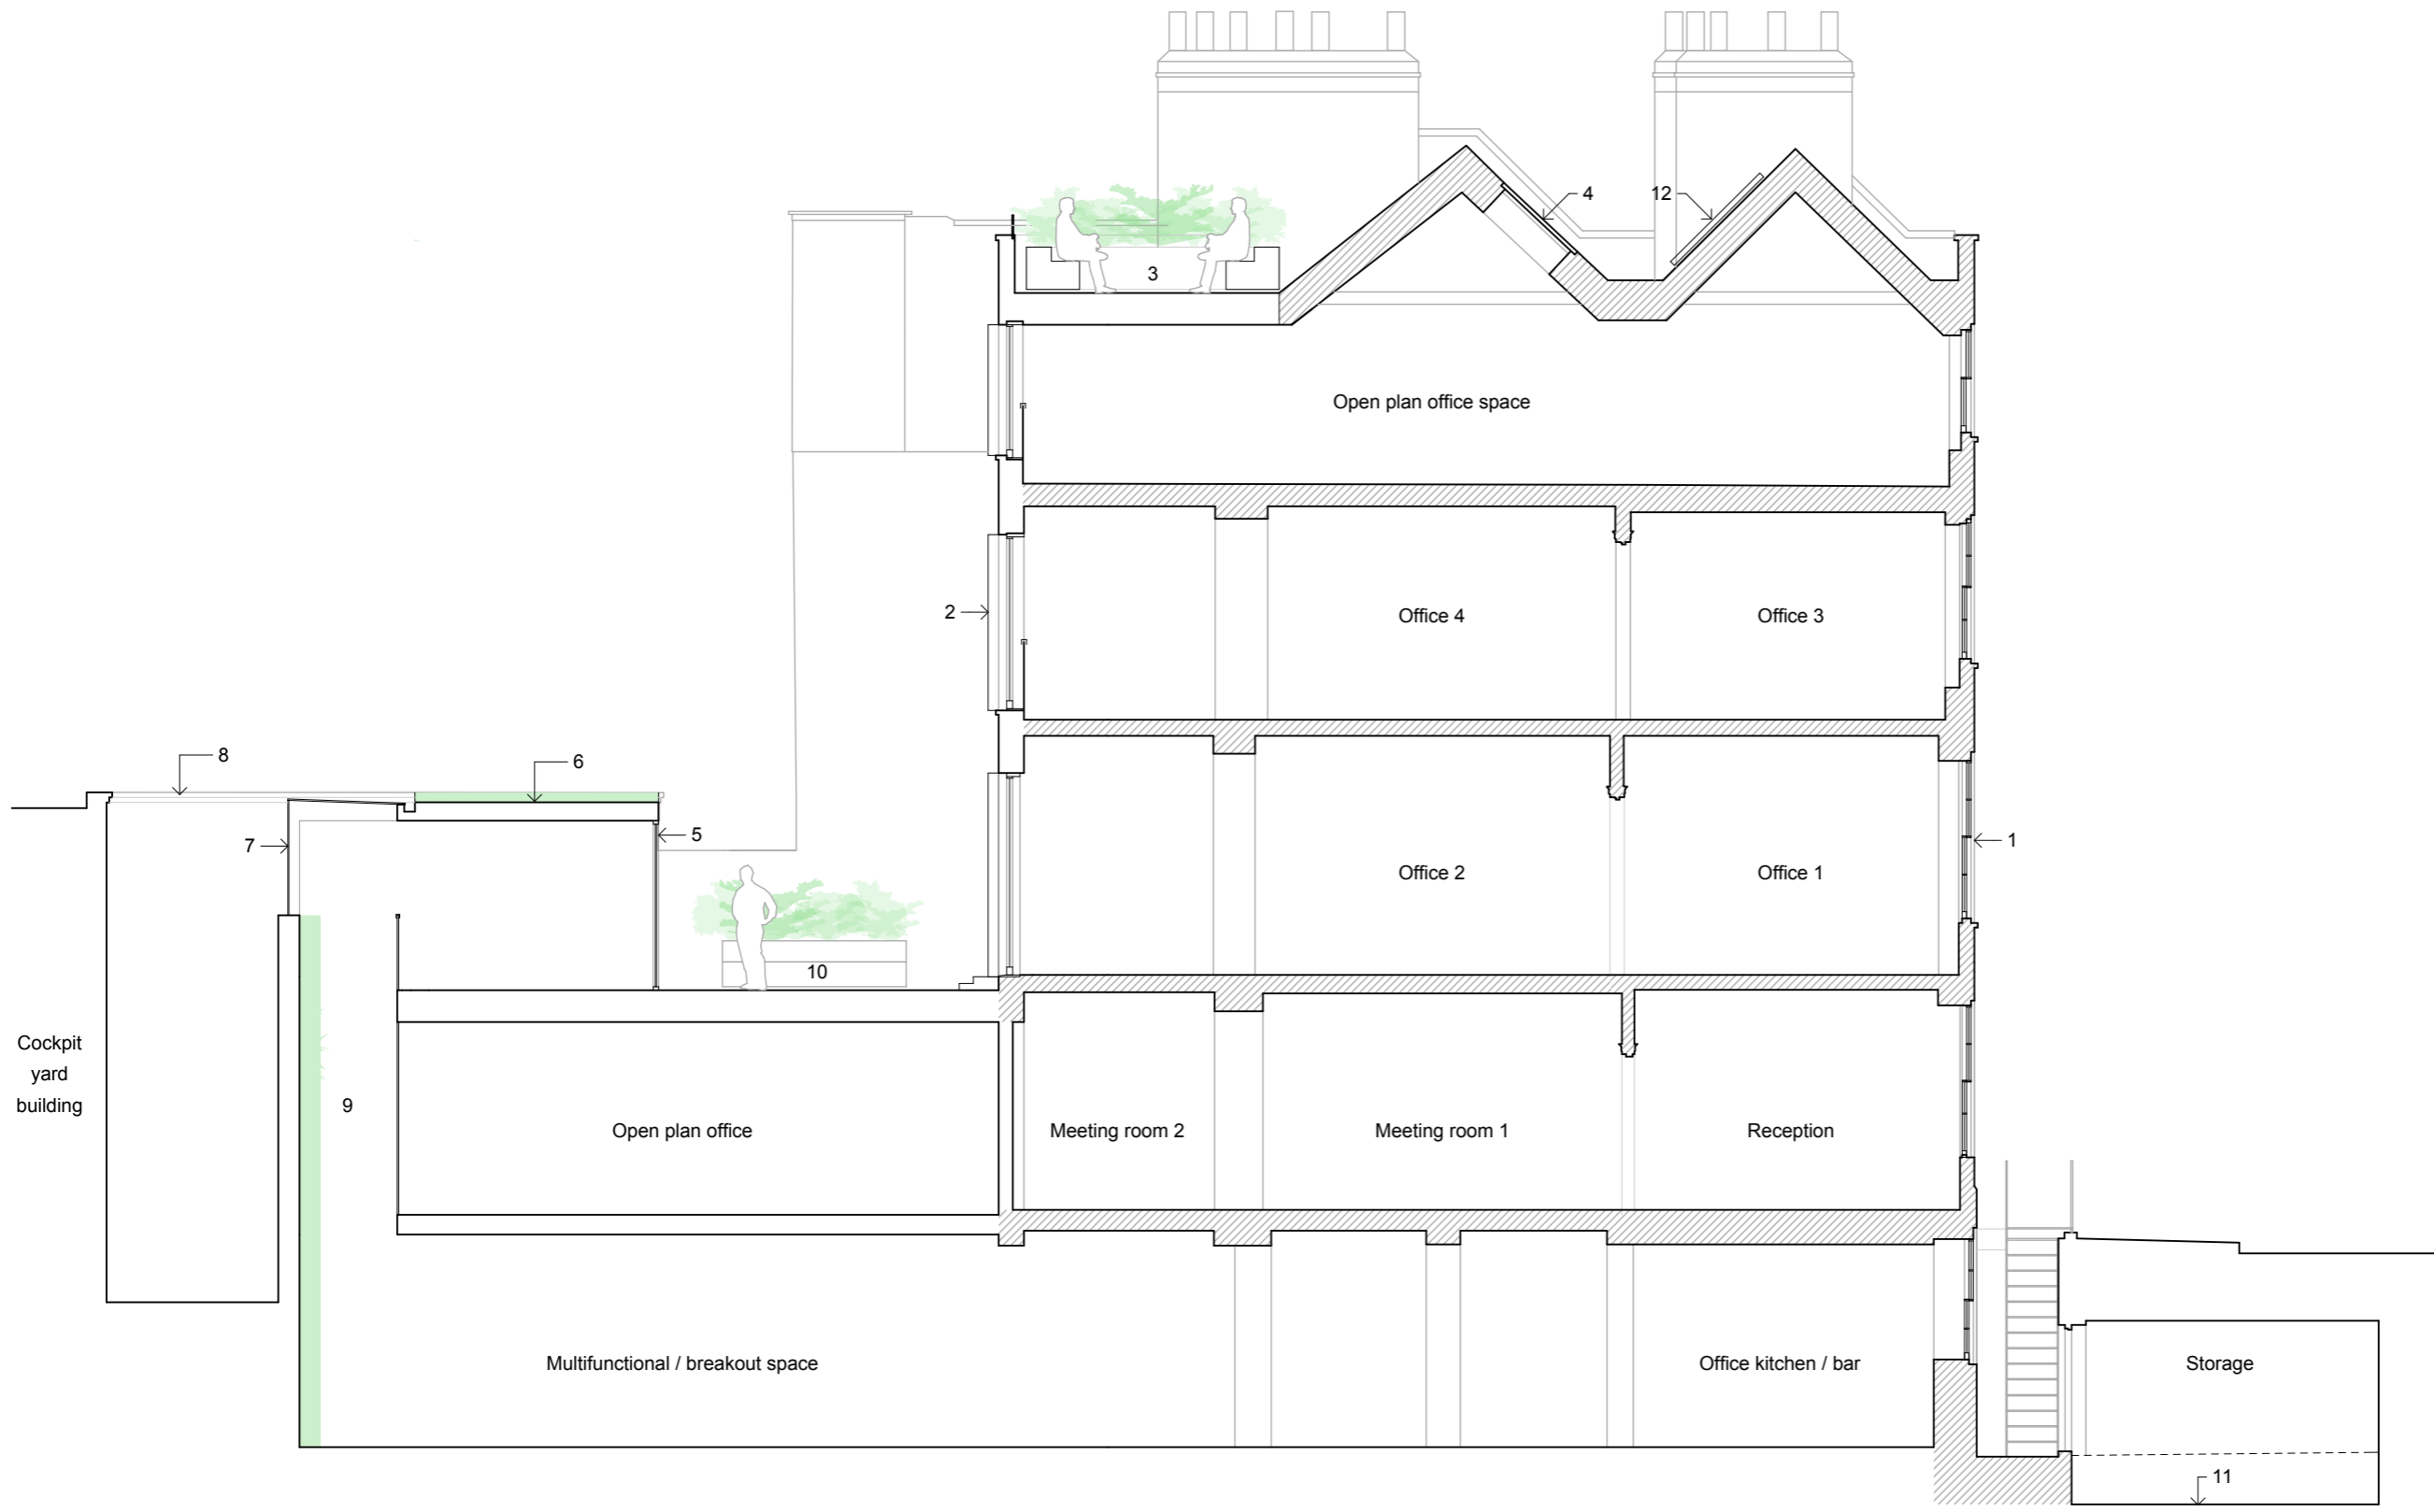 4
12
3
Open plan office space
2
Office 4
Office 3
8
6
7
5
1
Office 2
Office 1
10
Cockpit
yard
building
9
Open plan office
Meeting room 2
Meeting room 1
Reception
Multifunctional / breakout space
Office kitchen / bar
Storage
11